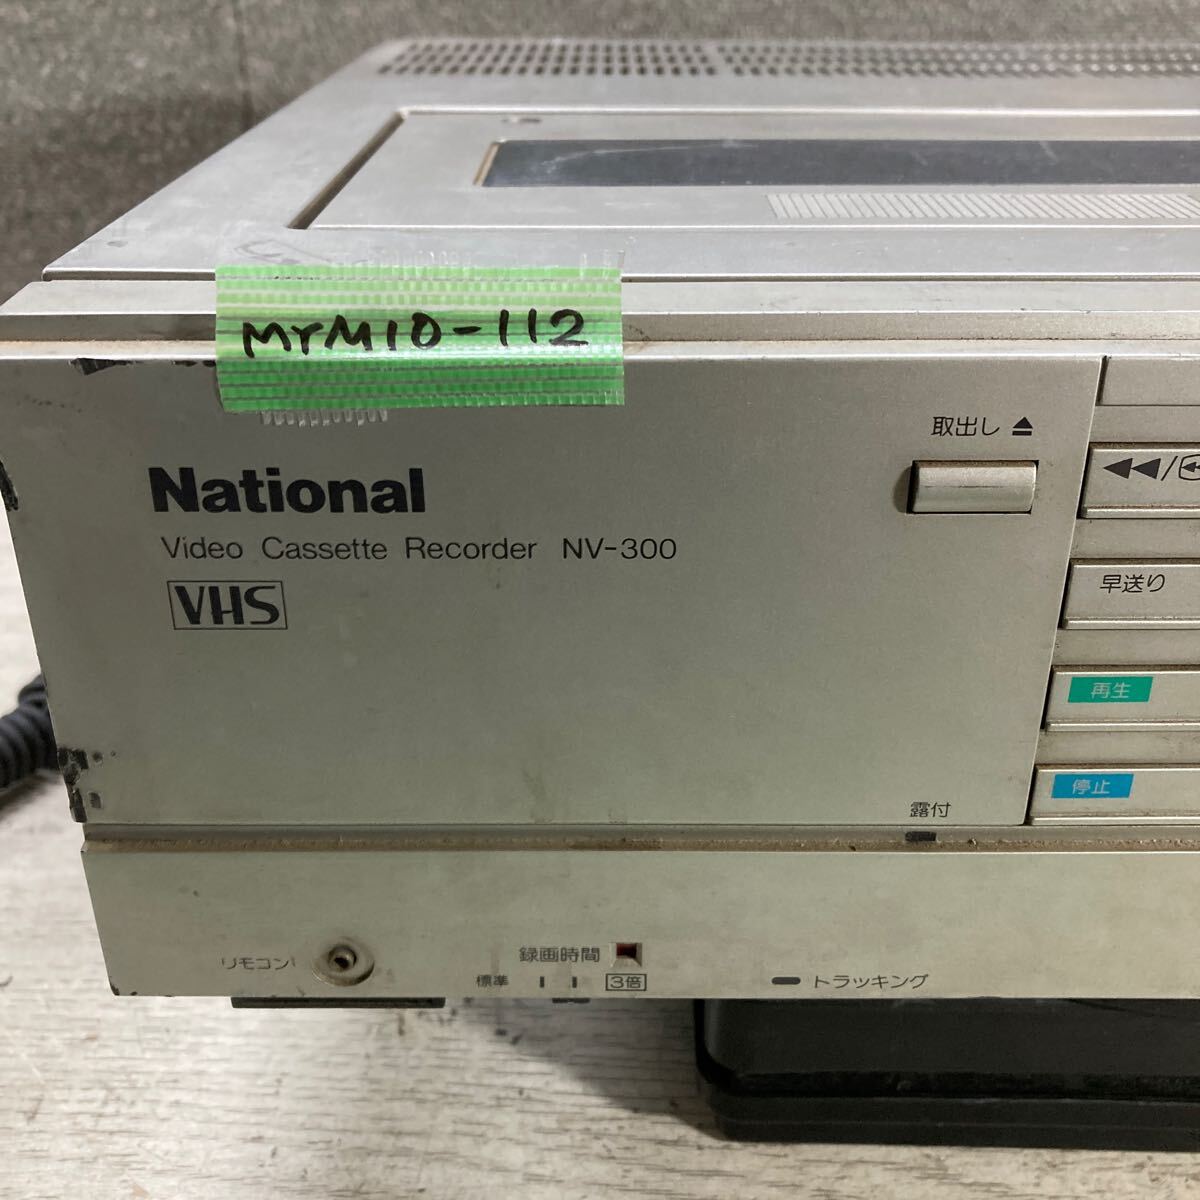 MYM10-112
取出し ▲
National
Video Cassette Recorder NV-300
VHS
◀◀/
早送り
再生
停止
露付
リモコン
録画時間
標準
3倍
トラッキング